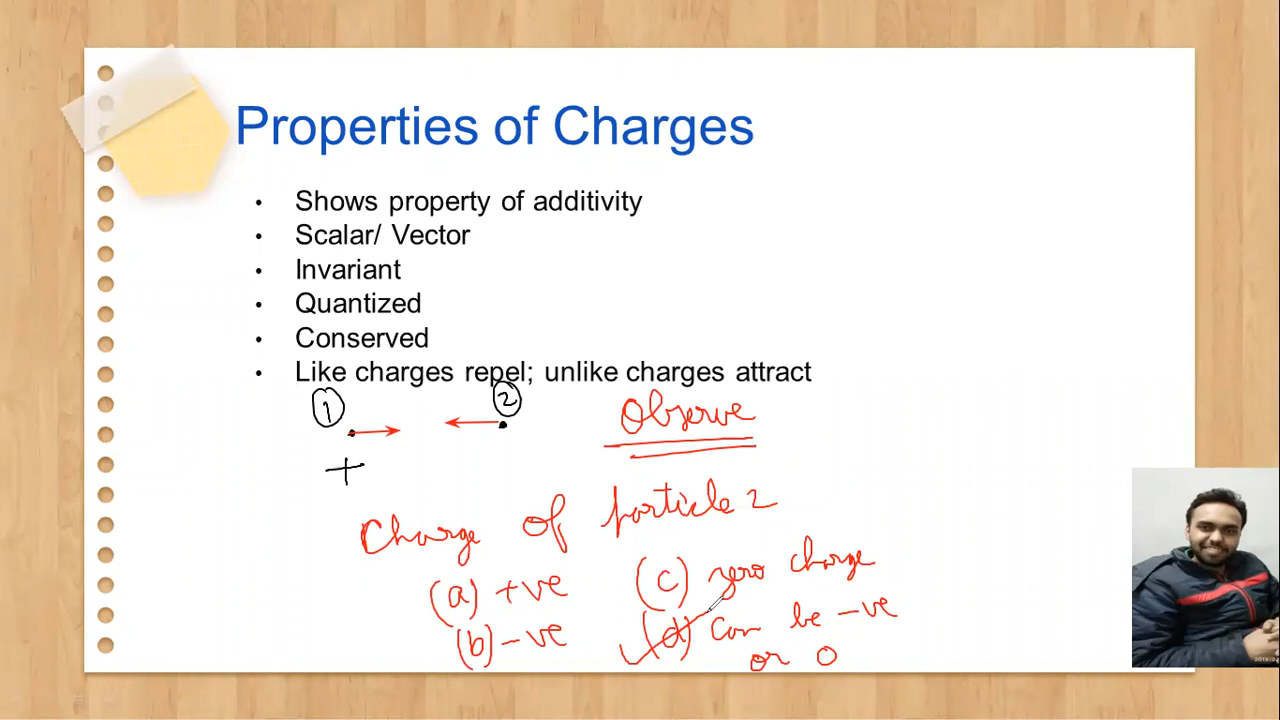 Properties of Charges
• Shows property of additivity
• Scalar/ Vector
• Invariant
• Quantized
• Conserved
• Like charges repel; unlike charges attract
1 2
Observe
+
Charge of particle 2
(a) +ve (c) zero charge
(b) -ve (d) can be -ve
or 0